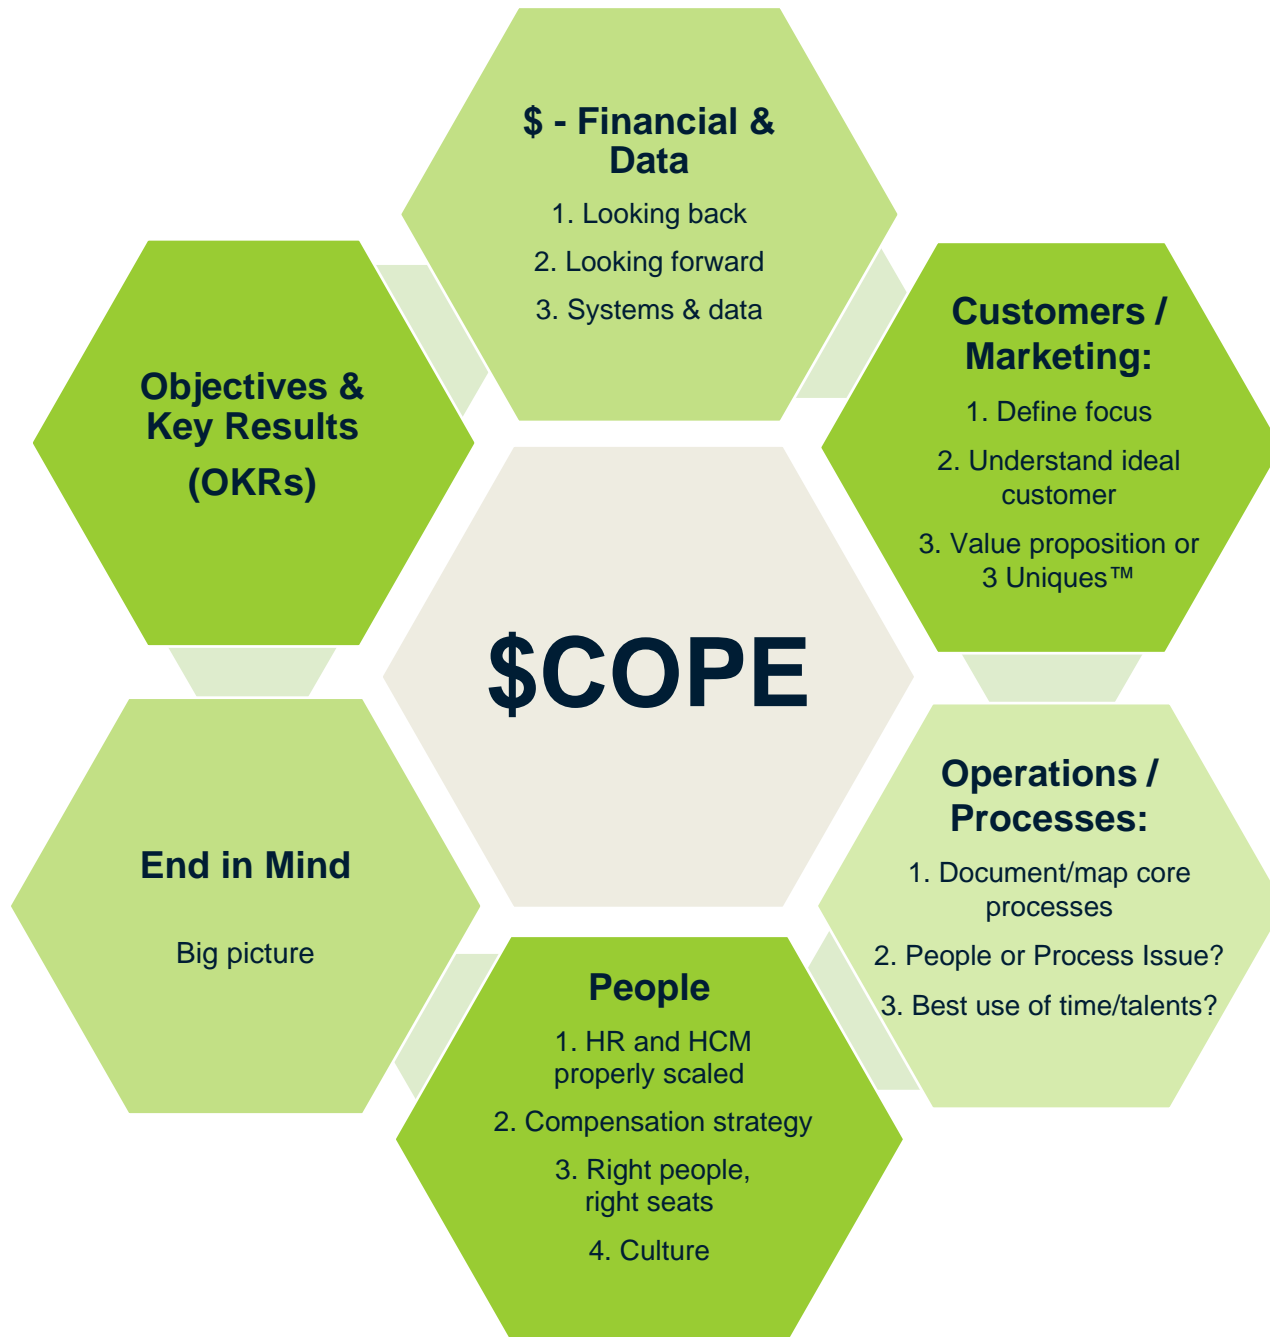 $ - Financial &
Data
1. Looking back
2. Looking forward
3. Systems & data
Customers /
Marketing:
1. Define focus
2. Understand ideal
customer
3. Value proposition or
3 Uniques™
Operations /
Processes:
1. Document/map core
processes
2. People or Process Issue?
3. Best use of time/talents?
People
1. HR and HCM
properly scaled
2. Compensation strategy
3. Right people,
right seats
4. Culture
End in Mind
Big picture
Objectives &
Key Results
(OKRs)
$COPE